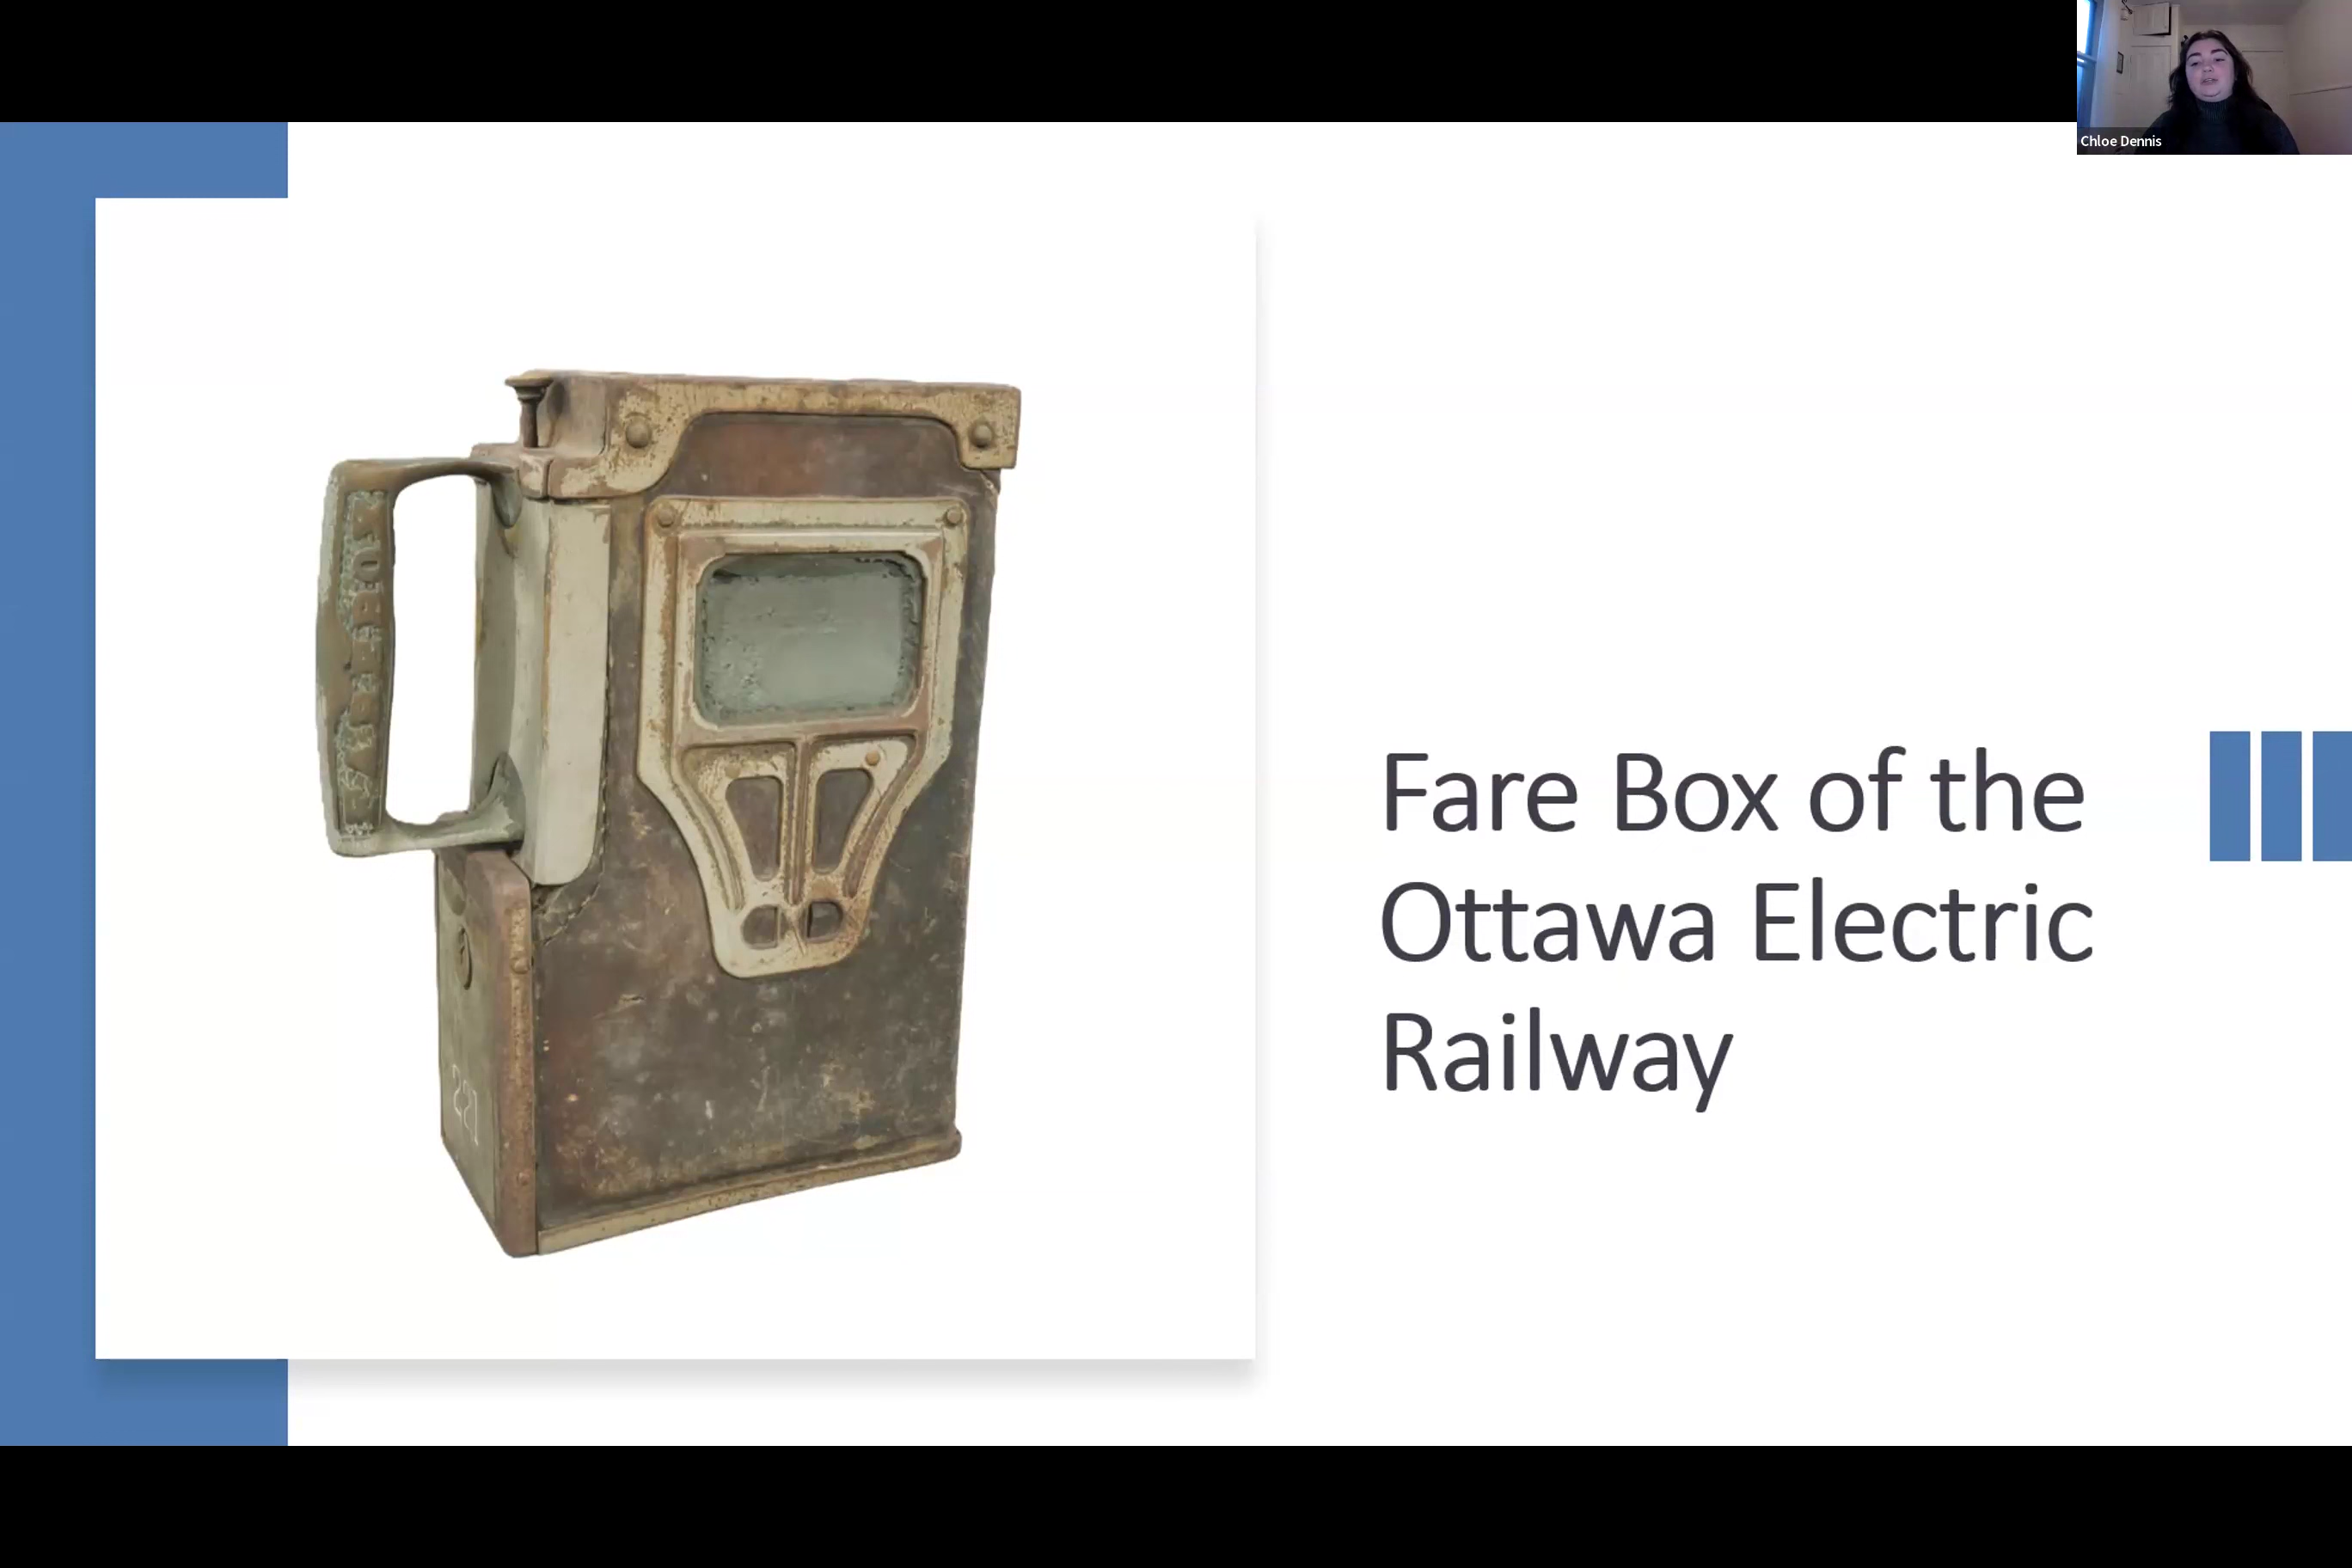 Chloe Dennis
Fare Box of the
Ottawa Electric
Railway
221